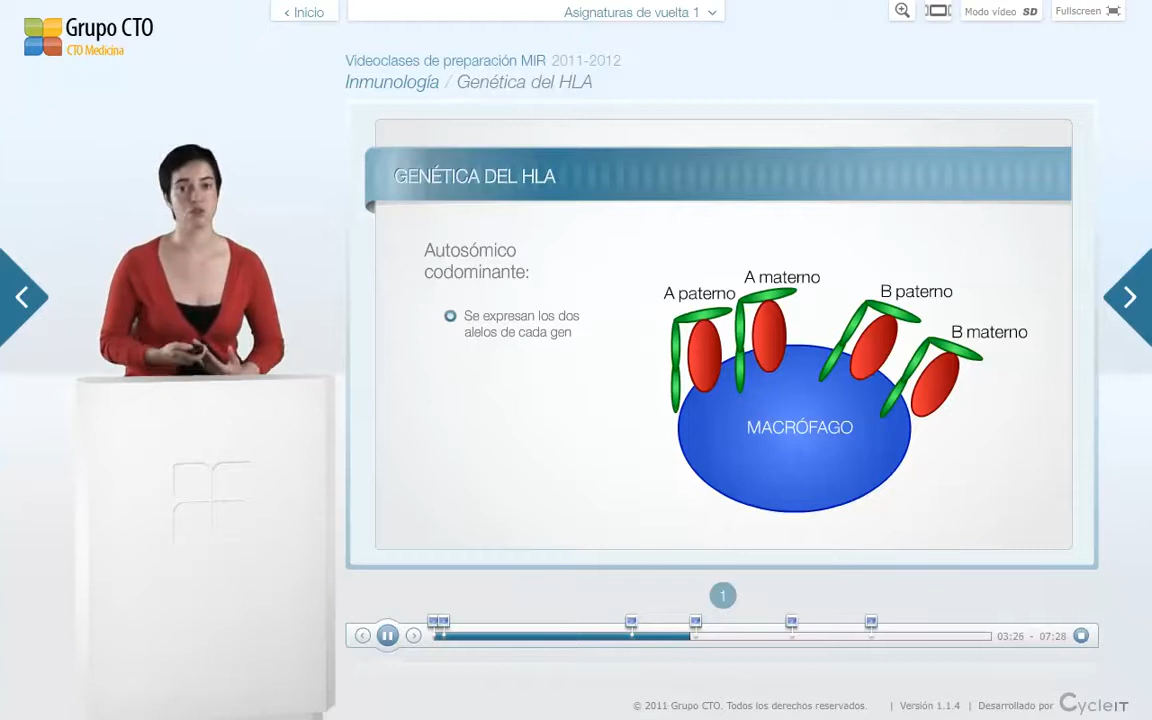 Grupo CTO
CTO Medicina
‹ Inicio
Asignaturas de vuelta 1
Modo vídeo SD
Fullscreen
Videoclases de preparación MIR 2011-2012
Inmunología / Genética del HLA
GENÉTICA DEL HLA
Autosómico
codominante:
Se expresan los dos
alelos de cada gen
A paterno
A materno
B paterno
B materno
MACRÓFAGO
1
03:26 - 07:28
© 2011 Grupo CTO. Todos los derechos reservados. | Versión 1.1.4 | Desarrollado por CycleIT